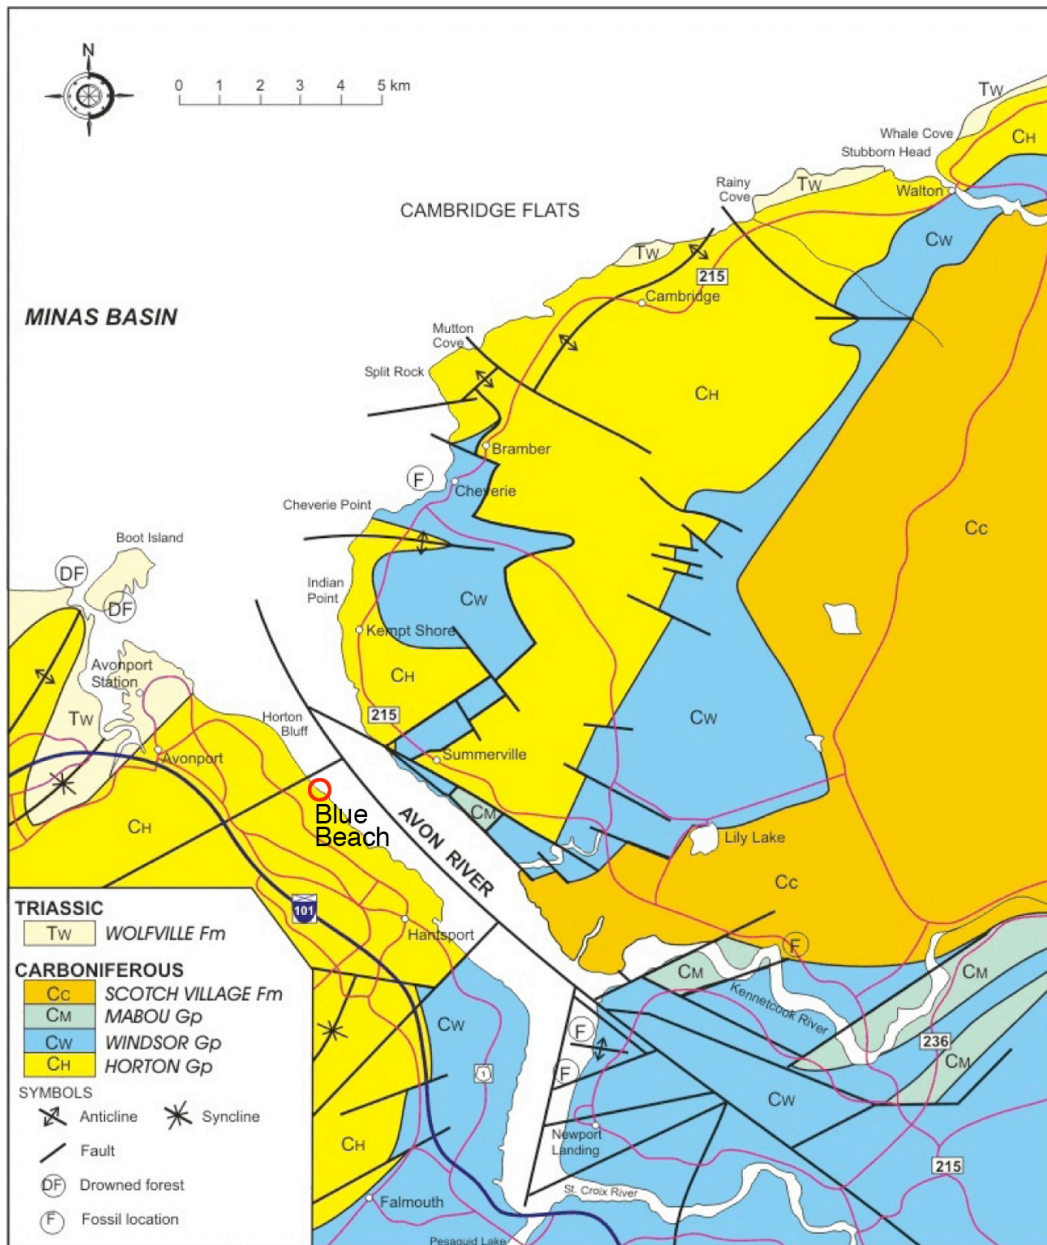 N
0 1 2 3 4 5 km
TW
Whale Cove
CH
Stubborn Head
Rainy
Cove
TW
Walton
CAMBRIDGE FLATS
CW
TW
215
Cambridge
MINAS BASIN
Mutton
Cove
Split Rock
CH
Bramber
F
Cheverie
Cheverie Point
CC
Boot Island
DF
DF
Indian
Point
CW
Kempt Shore
Avonport
Station
CH
TW
Horton
Bluff
215
CW
Avonport
Summerville
Blue
Beach
CM
AVON RIVER
Lily Lake
CH
CC
101
Hantsport
F
CM
CM
Kennetcook River
CW
F
236
CM
F
1
CW
CH
Newport
Landing
215
St. Croix River
Falmouth
Pesaquid Lake
TRIASSIC
TW WOLFVILLE Fm
CARBONIFEROUS
CC SCOTCH VILLAGE Fm
CM MABOU Gp
CW WINDSOR Gp
CH HORTON Gp
SYMBOLS
Anticline Syncline
Fault
DF Drowned forest
F Fossil location